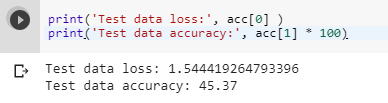 print('Test data loss:', acc[0] )
print('Test data accuracy:', acc[1] * 100)
Test data loss: 1.544419264793396
Test data accuracy: 45.37